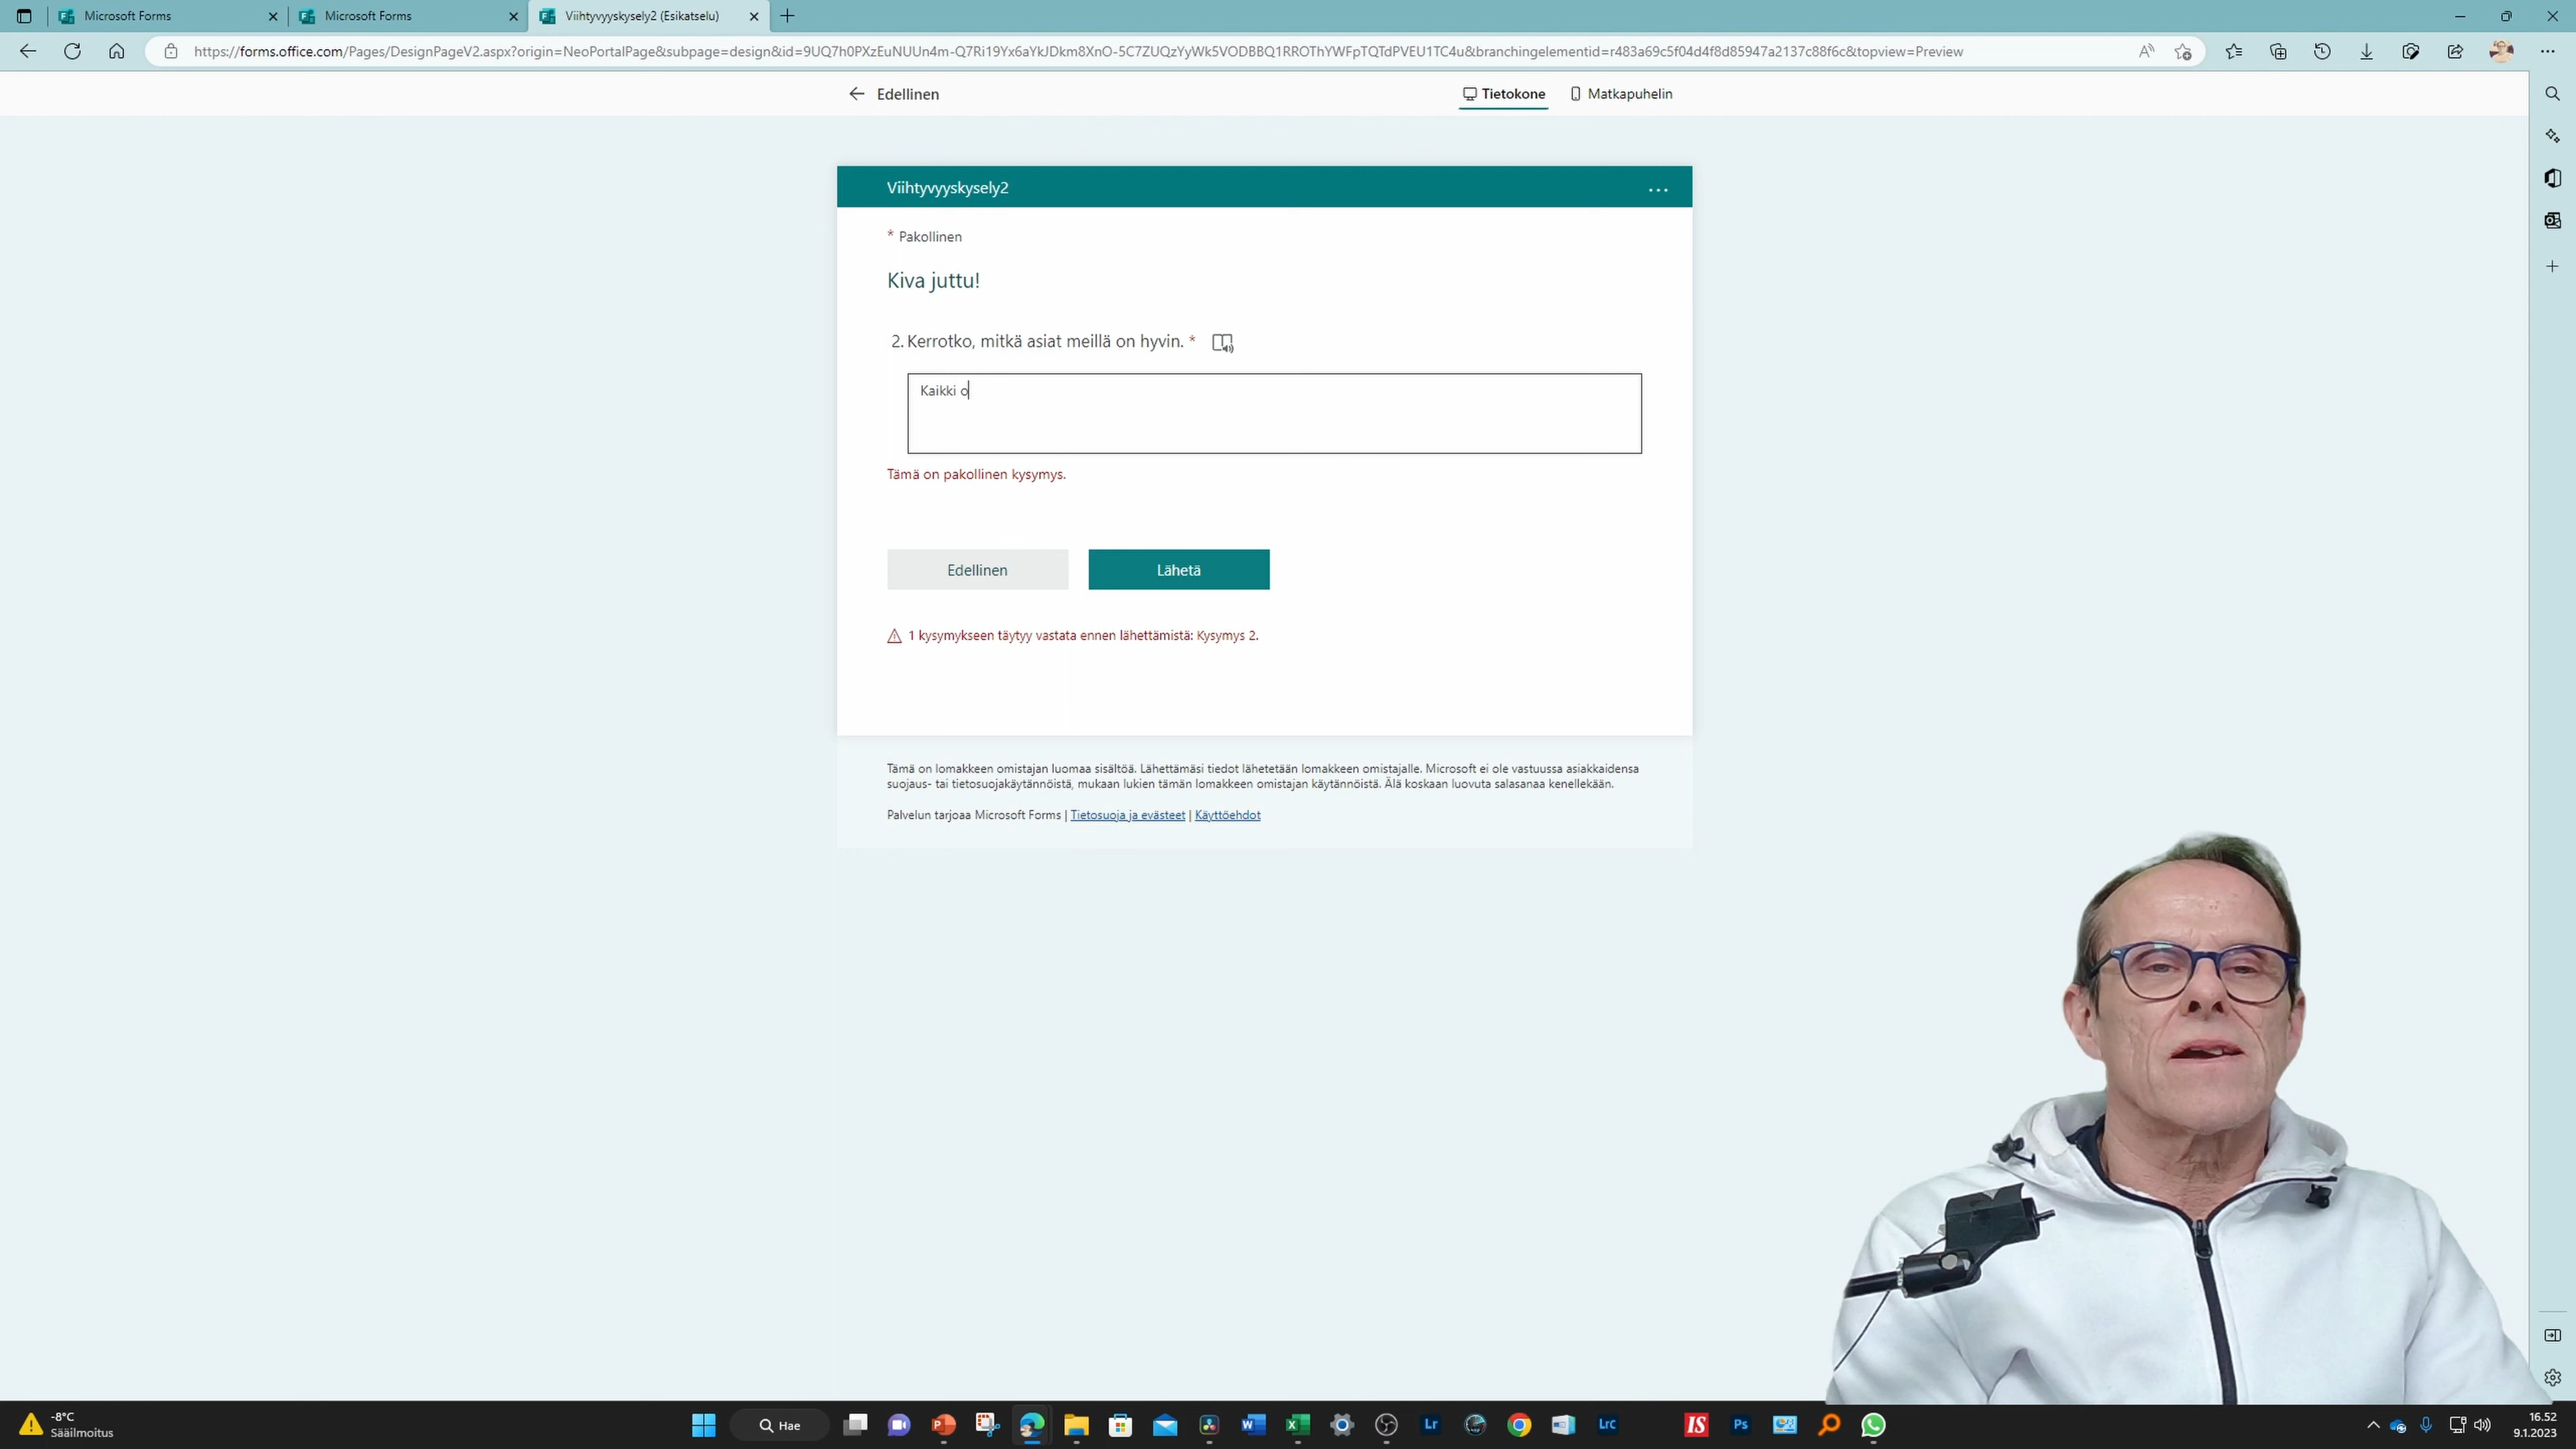 Microsoft Forms
Microsoft Forms
Viihtyvyyskysely2 (Esikatselu)
https://forms.office.com/Pages/DesignPageV2.aspx?origin=NeoPortalPage&subpage=design&id=9UQ7h0PXzEuNUUn4m-Q7Ri19Yx6aYkJDkm8XnO-5C7ZUQzYyWk5VODBBQ1RROThYWFpTQTdPVEU1TC4u&branchingelementid=r483a69c5f04d4f8d85947a2137c88f6c&topview=Preview
Edellinen
Tietokone
Matkapuhelin
Viihtyvyyskysely2
* Pakollinen
Kiva juttu!
2. Kerrotko, mitkä asiat meillä on hyvin. *
Kaikki o
Tämä on pakollinen kysymys.
Edellinen
Lähetä
1 kysymykseen täytyy vastata ennen lähettämistä: Kysymys 2.
Tämä on lomakkeen omistajan luomaa sisältöä. Lähettämäsi tiedot lähetetään lomakkeen omistajalle. Microsoft ei ole vastuussa asiakkaidensa
suojaus- tai tietosuojakäytännöistä, mukaan lukien tämän lomakkeen omistajan käytännöistä. Älä koskaan luovuta salasanaa kenellekään.
Palvelun tarjoaa Microsoft Forms | Tietosuoja ja evästeet | Käyttöehdot
-8°C
Sääilmoitus
Hae
Lr
LrC
IS
Ps
16.52
9.1.2023